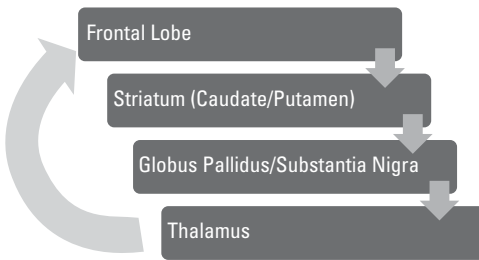 Frontal Lobe
Striatum (Caudate/Putamen)
Globus Pallidus/Substantia Nigra
Thalamus